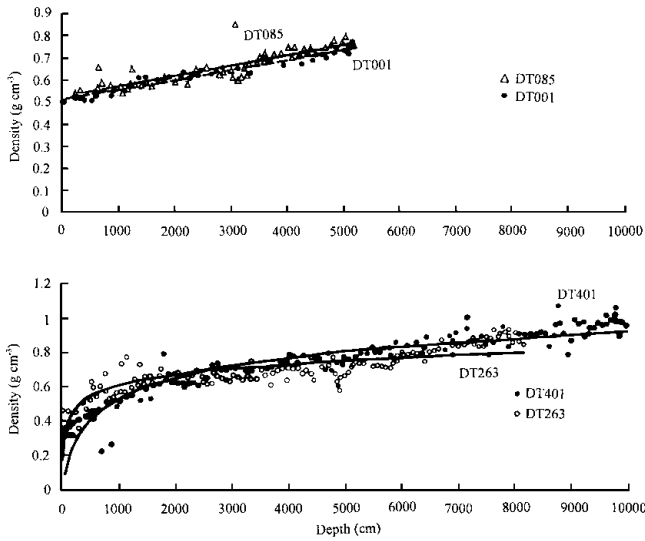 0.9
0.8
0.7
0.6
0.5
0.4
0.3
0.2
0.1
0
Density (g cm⁻³)
DT085
DT001
△ DT085
• DT001
0 1000 2000 3000 4000 5000 6000 7000 8000 9000 10000
1.2
1
0.8
0.6
0.4
0.2
0
Density (g cm⁻³)
DT401
DT263
• DT401
○ DT263
0 1000 2000 3000 4000 5000 6000 7000 8000 9000 10000
Depth (cm)